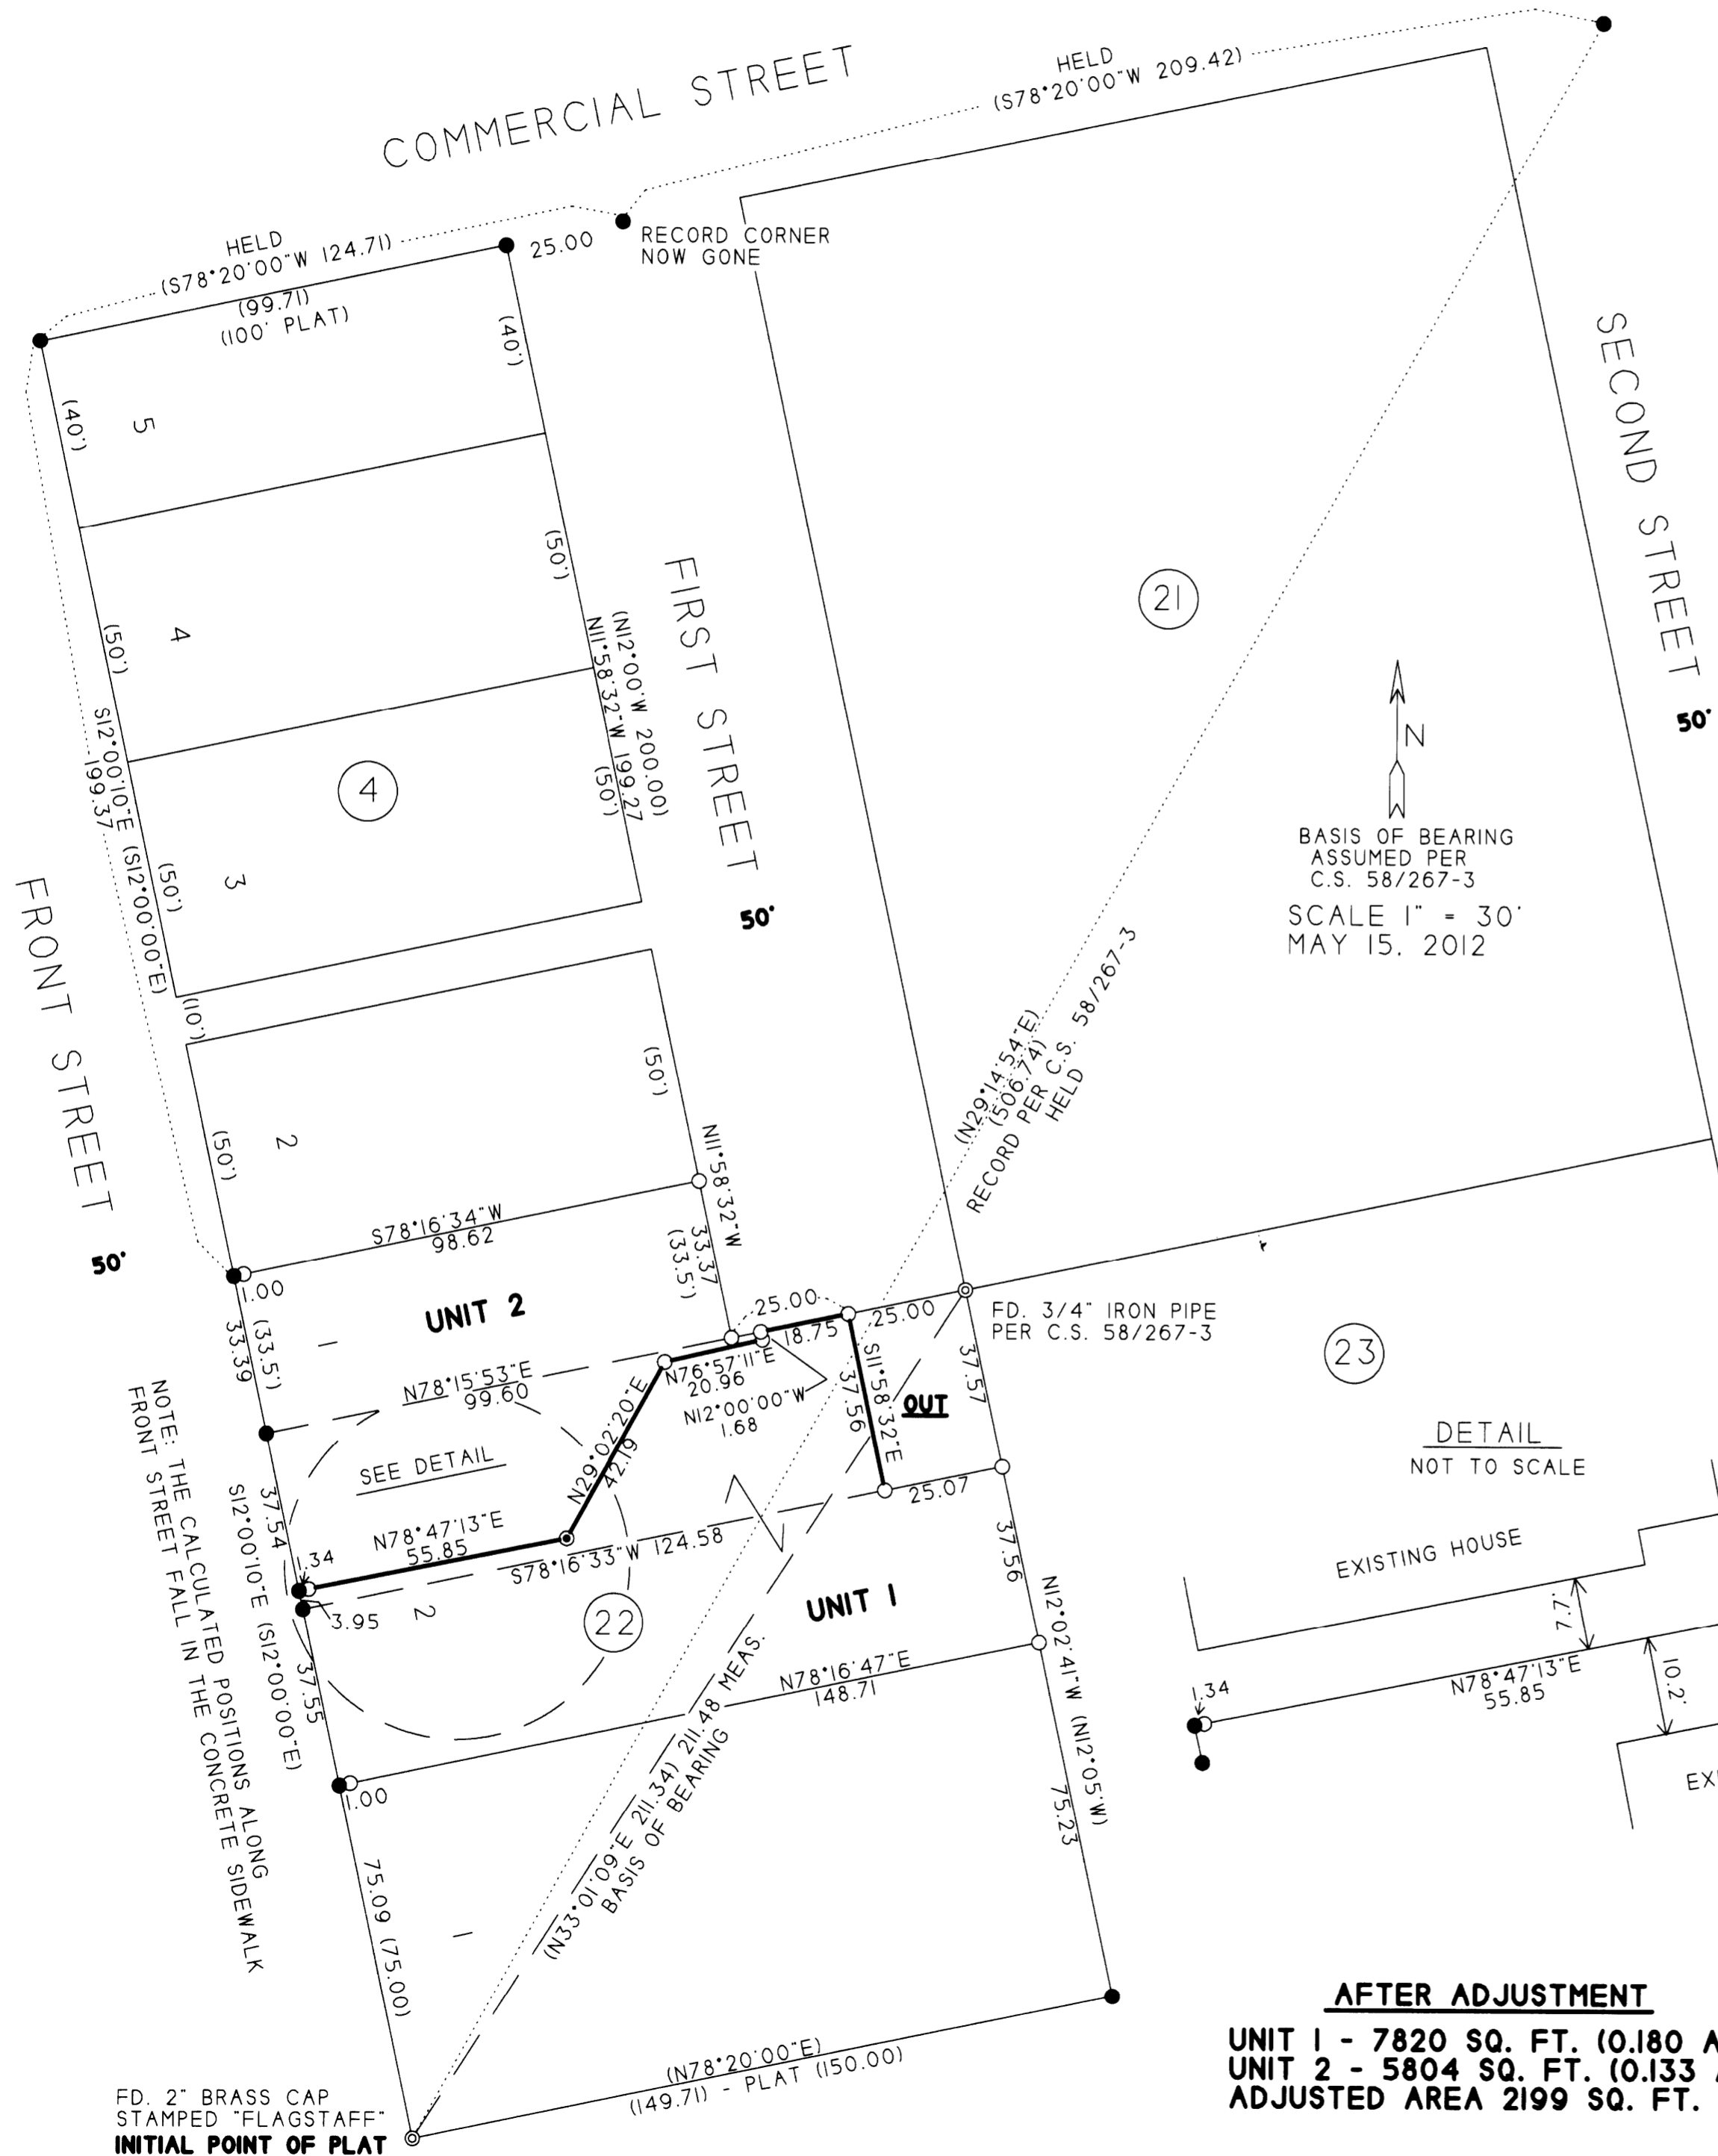 COMMERCIAL STREET
HELD
(S78°20'00"W 209.42)
HELD
(S78°20'00"W 124.71)
(99.71)
(100' PLAT)
25.00
RECORD CORNER
NOW GONE
(40')
(40')
5
SECOND STREET
50'
(50')
(50')
4
FIRST STREET
50'
(N12°00'W 200.00)
N11°58'32"W 199.27
(50')
21
N
BASIS OF BEARING
ASSUMED PER
C.S. 58/267-3
SCALE 1" = 30'
MAY 15, 2012
S12°00'10"E (S12°00'00"E)
199.37
4
(50')
3
FRONT STREET
50'
(10')
(50')
(50')
2
(N29°14'54"E)
(506.74)
RECORD PER C.S. 58/267-3
HELD
N11°58'32"W
33.37
(33.5')
S78°16'34"W
98.62
1.00
(33.5')
33.39
UNIT 2
1
25.00
25.00
18.75
FD. 3/4" IRON PIPE
PER C.S. 58/267-3
N78°15'53"E
99.60
N76°57'11"E
20.96
N12°00'00"W
1.68
S11°58'32"E
37.56
37.57
OUT
23
N29°02'20"E
42.19
SEE DETAIL
NOTE: THE CALCULATED POSITIONS ALONG
FRONT STREET FALL IN THE CONCRETE SIDEWALK
37.54
S12°00'10"E (S12°00'00"E)
N78°47'13"E
55.85
1.34
3.95
S78°16'33"W 124.58
25.07
37.56
2
22
UNIT 1
37.55
N12°02'41"W (N12°05'W)
N78°16'47"E
148.71
1.00
75.23
(N33°01'09"E 211.34) 211.48 MEAS.
BASIS OF BEARING
75.09 (75.00)
1
DETAIL
NOT TO SCALE
EXISTING HOUSE
7.7'
1.34
N78°47'13"E
55.85
10.2'
(N78°20'00"E)
(149.71) - PLAT (150.00)
FD. 2" BRASS CAP
STAMPED "FLAGSTAFF"
INITIAL POINT OF PLAT
AFTER ADJUSTMENT
UNIT 1 - 7820 SQ. FT. (0.180
UNIT 2 - 5804 SQ. FT. (0.133
ADJUSTED AREA 2199 SQ. FT.